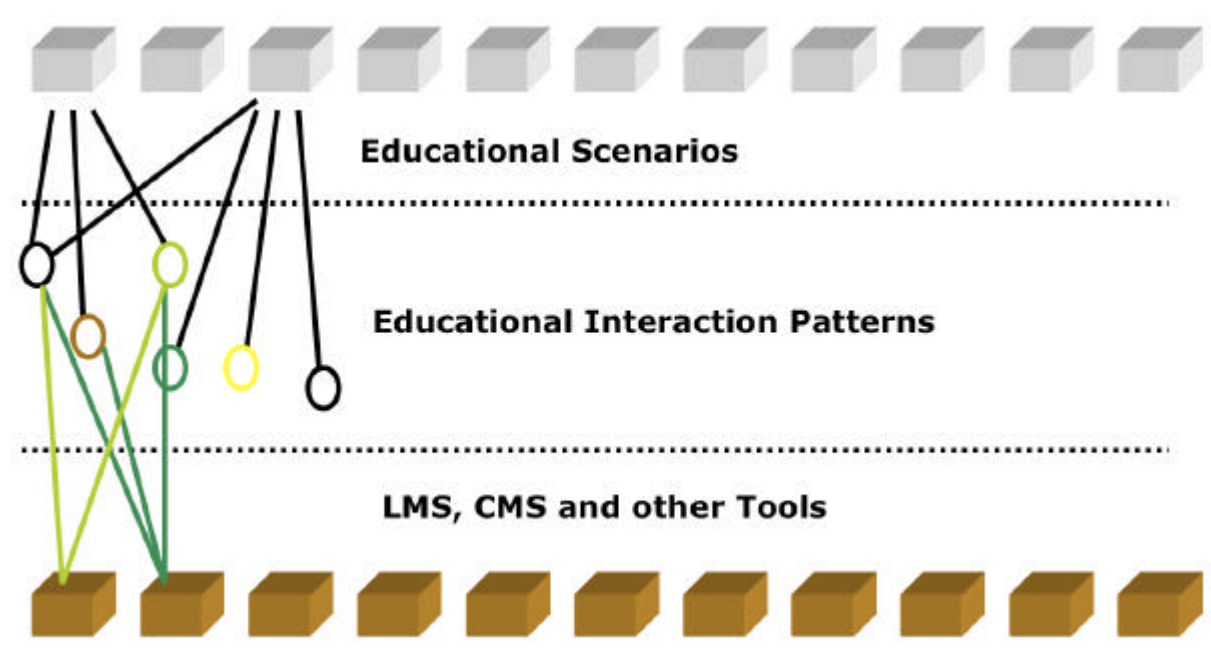 Educational Scenarios
Educational Interaction Patterns
LMS, CMS and other Tools